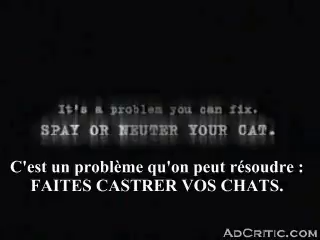 It's a problem you can fix.
SPAY OR NEUTER YOUR CAT.
C'est un problème qu'on peut résoudre :
FAITES CASTRER VOS CHATS.
ADCRITIC.COM